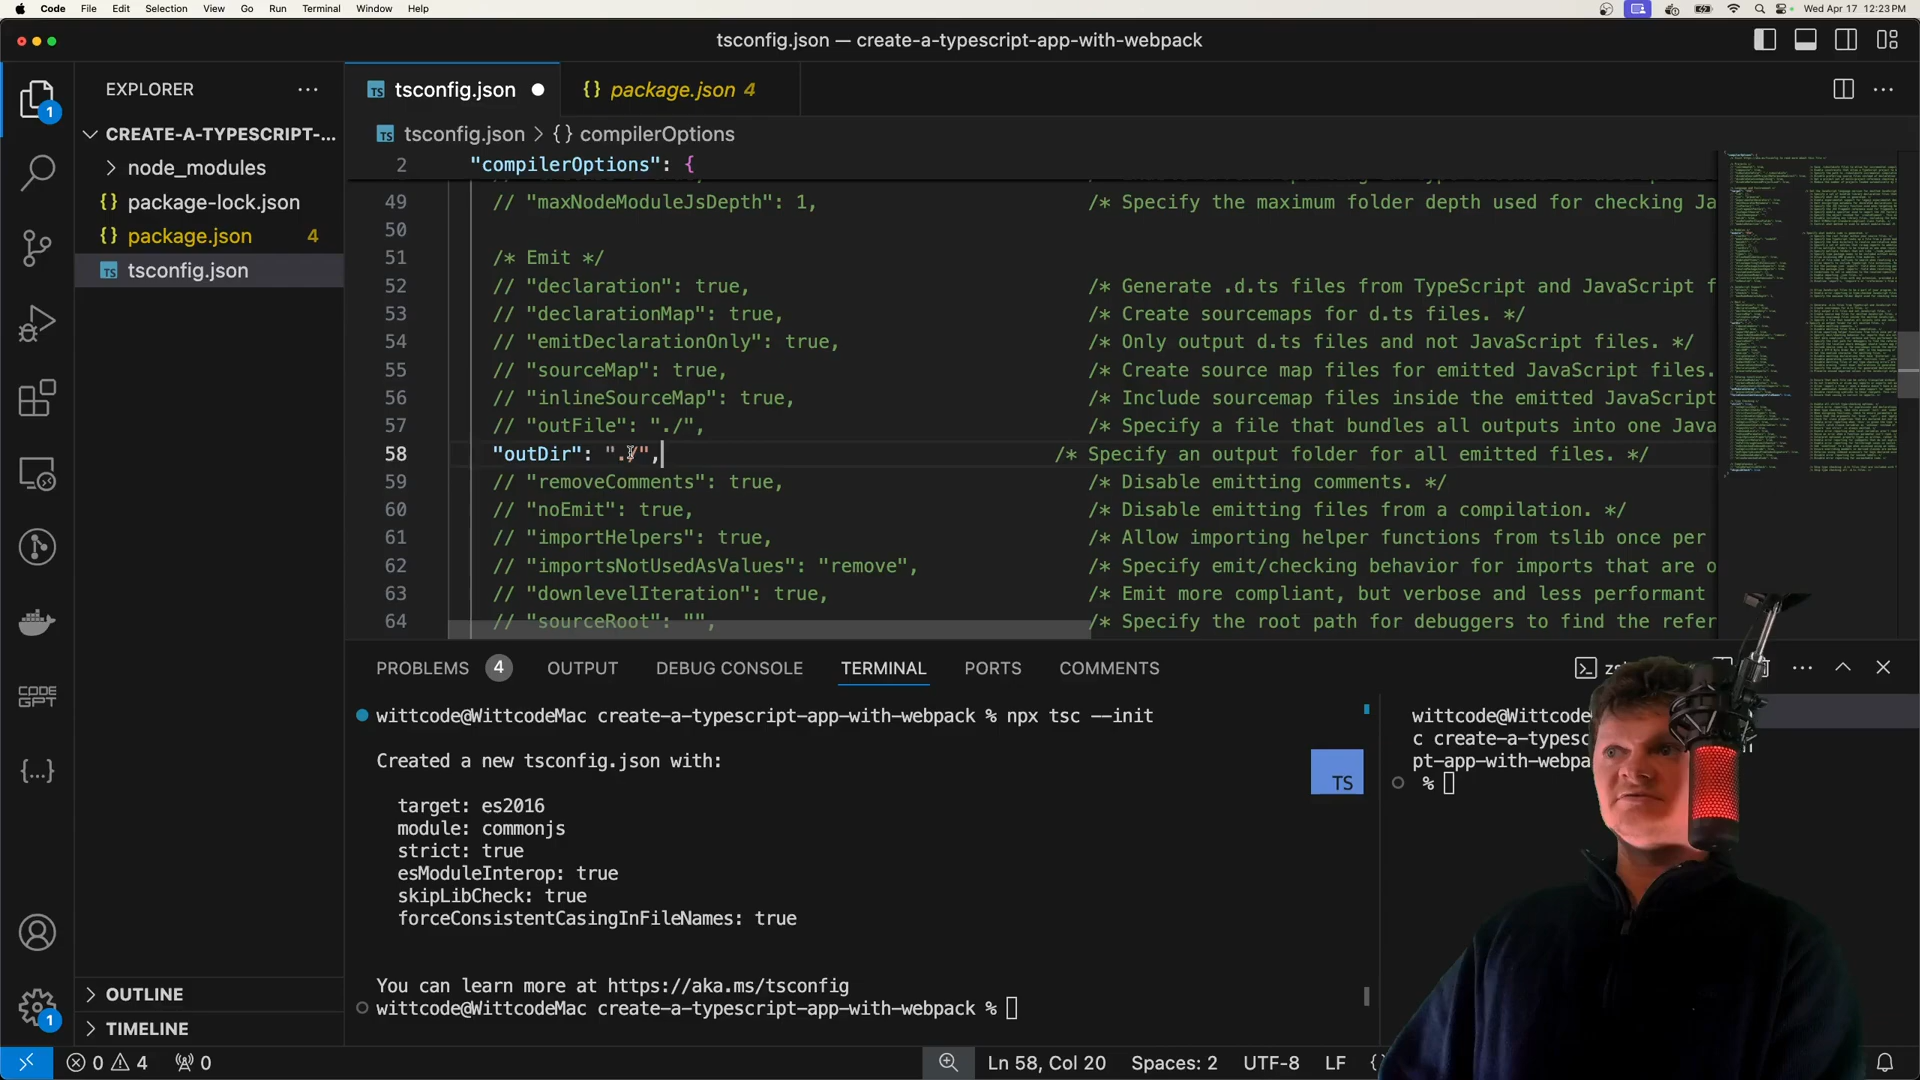 Code File Edit Selection View Go Run Terminal Window Help
Wed Apr 17 12:23 PM
tsconfig.json — create-a-typescript-app-with-webpack
EXPLORER
CREATE-A-TYPESCRIPT-...
node_modules
{} package-lock.json
{} package.json 4
TS tsconfig.json
OUTLINE
TIMELINE
1
CODE GPT
{...}
1
TS tsconfig.json
{} package.json 4
TS tsconfig.json > {} compilerOptions
2 "compilerOptions": {
49 // "maxNodeModuleJsDepth": 1, /* Specify the maximum folder depth used for checking Ja
50
51 /* Emit */
52 // "declaration": true, /* Generate .d.ts files from TypeScript and JavaScript f
53 // "declarationMap": true, /* Create sourcemaps for d.ts files. */
54 // "emitDeclarationOnly": true, /* Only output d.ts files and not JavaScript files. */
55 // "sourceMap": true, /* Create source map files for emitted JavaScript files.
56 // "inlineSourceMap": true, /* Include sourcemap files inside the emitted JavaScript
57 // "outFile": "./", /* Specify a file that bundles all outputs into one Java
58 "outDir": "./", /* Specify an output folder for all emitted files. */
59 // "removeComments": true, /* Disable emitting comments. */
60 // "noEmit": true, /* Disable emitting files from a compilation. */
61 // "importHelpers": true, /* Allow importing helper functions from tslib once per
62 // "importsNotUsedAsValues": "remove", /* Specify emit/checking behavior for imports that are o
63 // "downlevelIteration": true, /* Emit more compliant, but verbose and less performant
64 // "sourceRoot": "", /* Specify the root path for debuggers to find the refer
PROBLEMS 4 OUTPUT DEBUG CONSOLE TERMINAL PORTS COMMENTS
wittcode@WittcodeMac create-a-typescript-app-with-webpack % npx tsc --init
Created a new tsconfig.json with:
TS
target: es2016
module: commonjs
strict: true
esModuleInterop: true
skipLibCheck: true
forceConsistentCasingInFileNames: true
You can learn more at https://aka.ms/tsconfig
wittcode@WittcodeMac create-a-typescript-app-with-webpack %
wittcode@Wittcode
c create-a-typesc
pt-app-with-webpa
%
0 4 0
Ln 58, Col 20 Spaces: 2 UTF-8 LF {